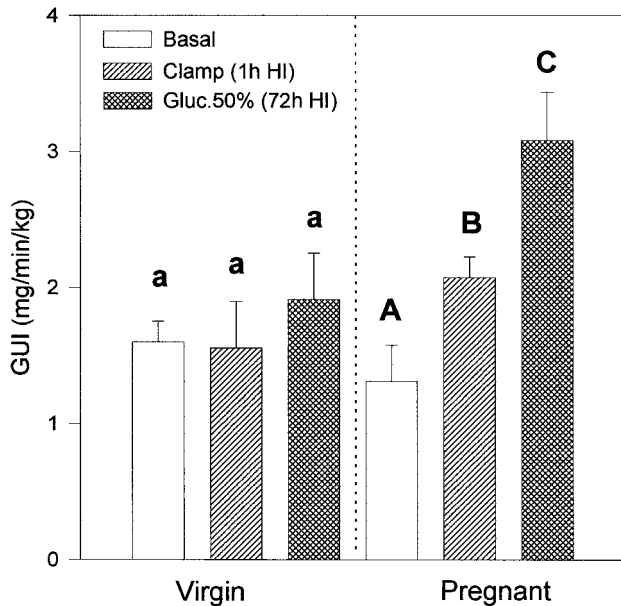 4
3
2
1
0
GUI (mg/min/kg)
Basal
Clamp (1h HI)
Gluc.50% (72h HI)
a
a
a
A
B
C
Virgin
Pregnant